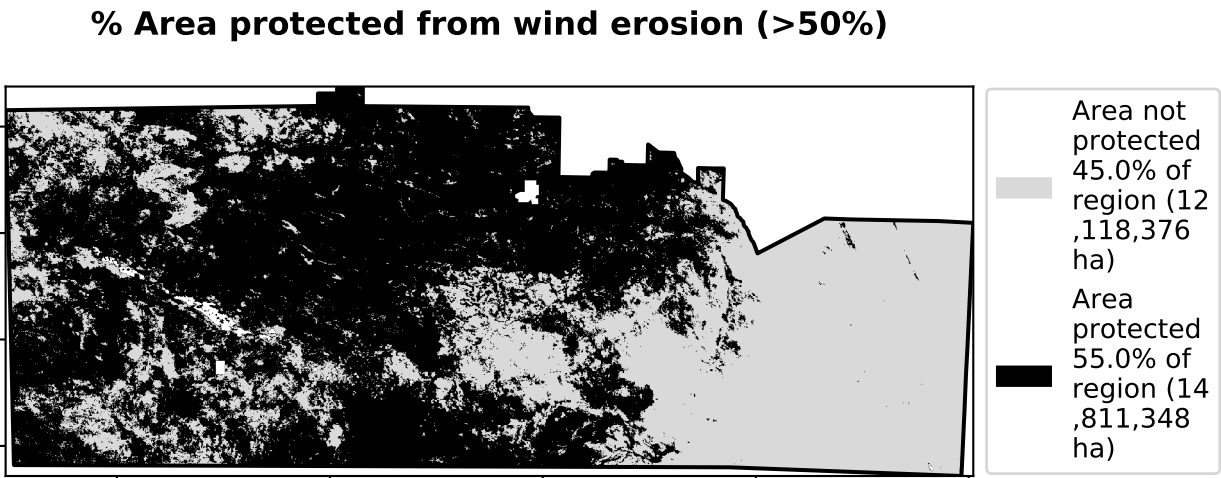 % Area protected from wind erosion (>50%)
Area not
protected
45.0% of
region (12
,118,376
ha)
Area
protected
55.0% of
region (14
,811,348
ha)